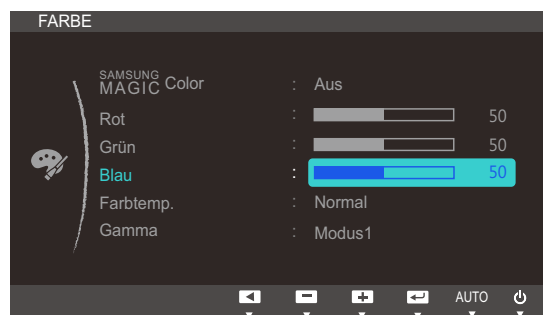 FARBE
SAMSUNG MAGIC Color : Aus
Rot : 50
Grün : 50
Blau : 50
Farbtemp. : Normal
Gamma : Modus1
AUTO